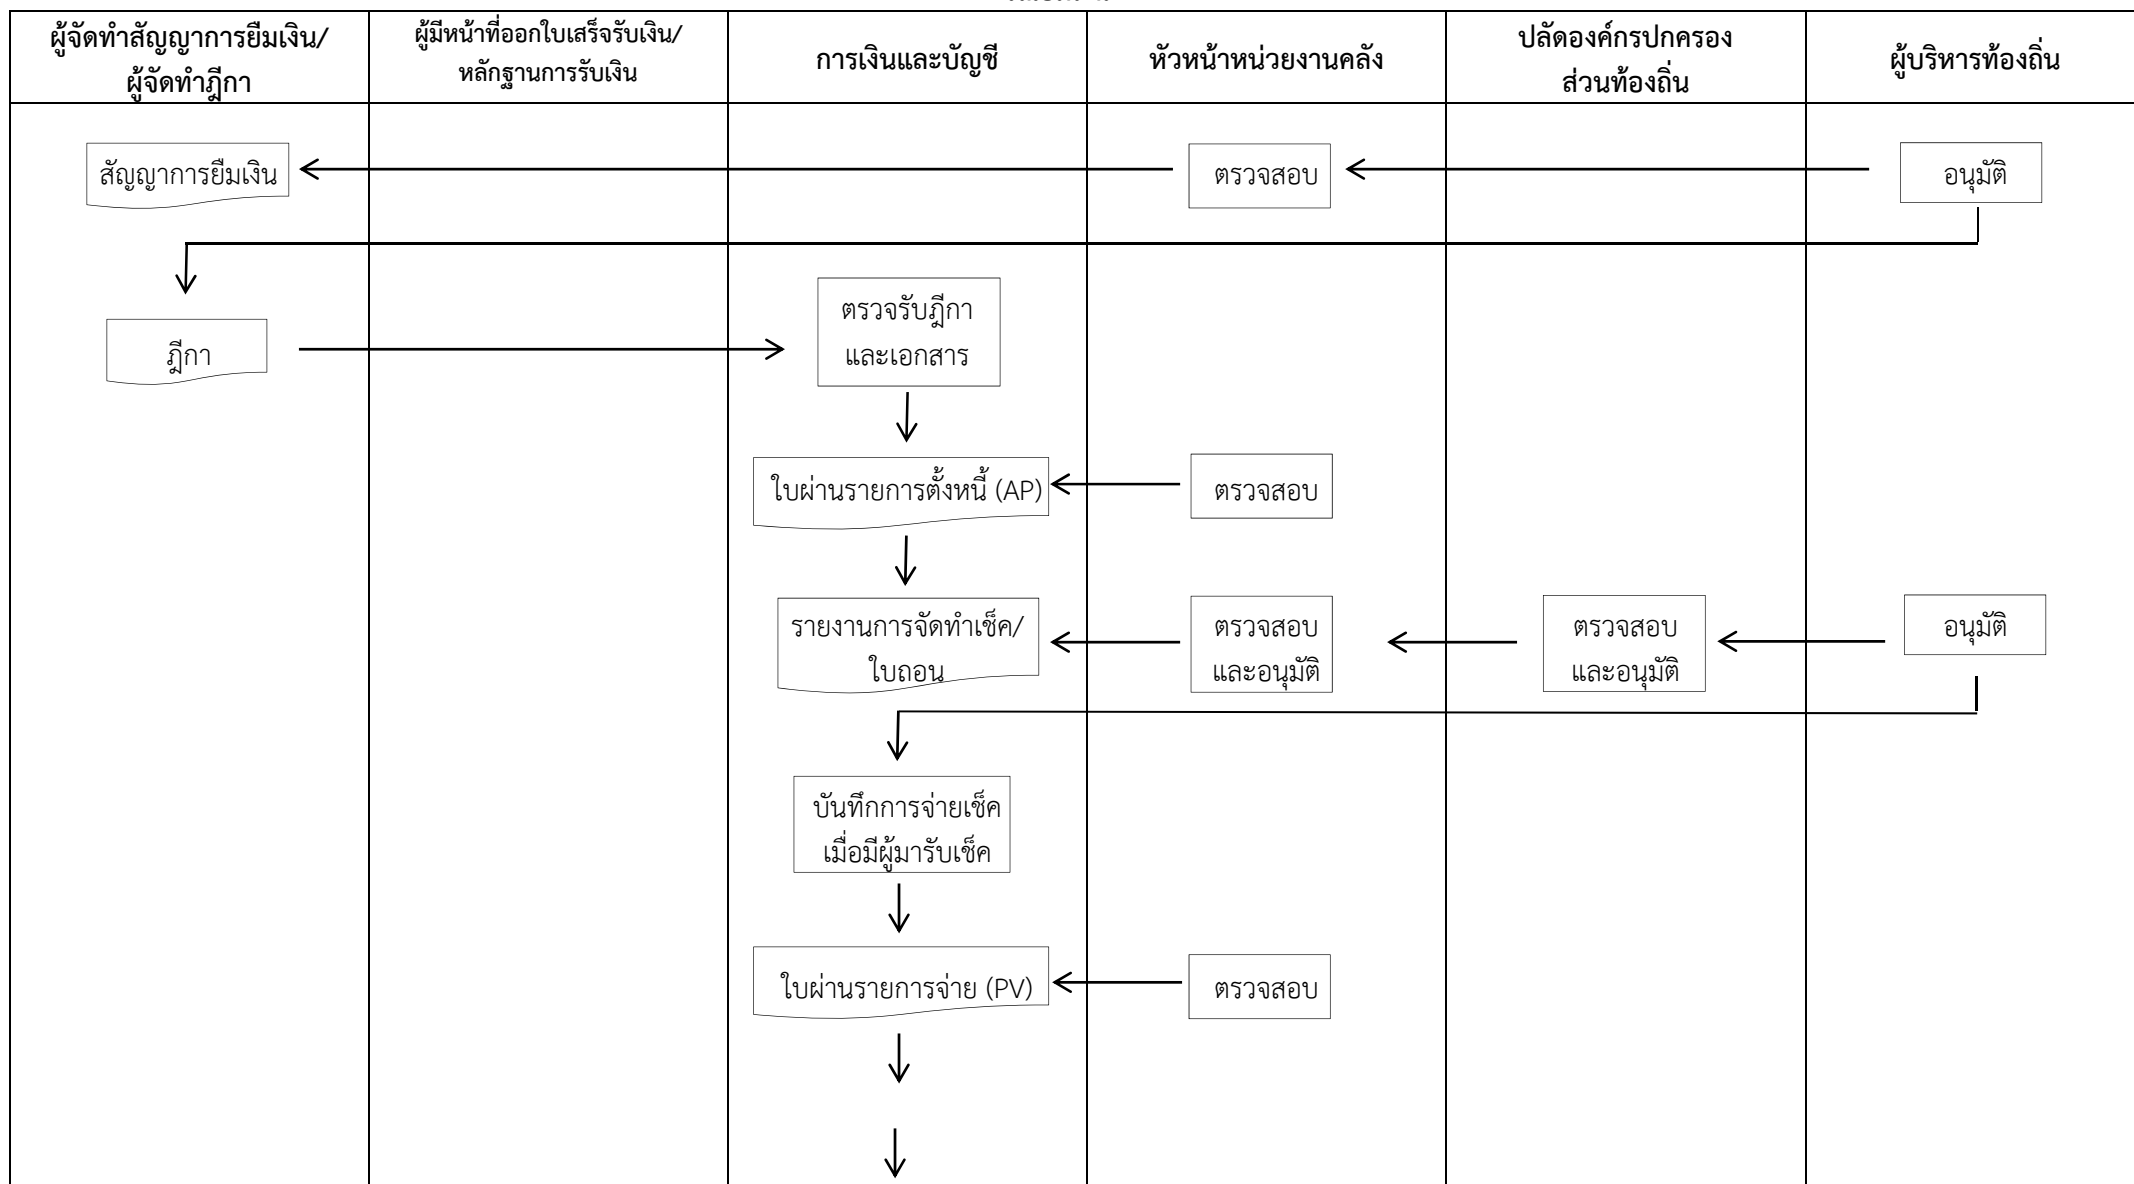 ผู้จัดทำสัญญาการยืมเงิน/
ผู้จัดทำฎีกา
ผู้มีหน้าที่ออกใบเสร็จรับเงิน/
หลักฐานการรับเงิน
การเงินและบัญชี
หัวหน้าหน่วยงานคลัง
ปลัดองค์กรปกครอง
ส่วนท้องถิ่น
ผู้บริหารท้องถิ่น
สัญญาการยืมเงิน
ตรวจสอบ
อนุมัติ
ฎีกา
ตรวจรับฎีกา
และเอกสาร
ใบผ่านรายการตั้งหนี้ (AP)
ตรวจสอบ
รายงานการจัดทำเช็ค/
ใบถอน
ตรวจสอบ
และอนุมัติ
ตรวจสอบ
และอนุมัติ
อนุมัติ
บันทึกการจ่ายเช็ค
เมื่อมีผู้มารับเช็ค
ใบผ่านรายการจ่าย (PV)
ตรวจสอบ